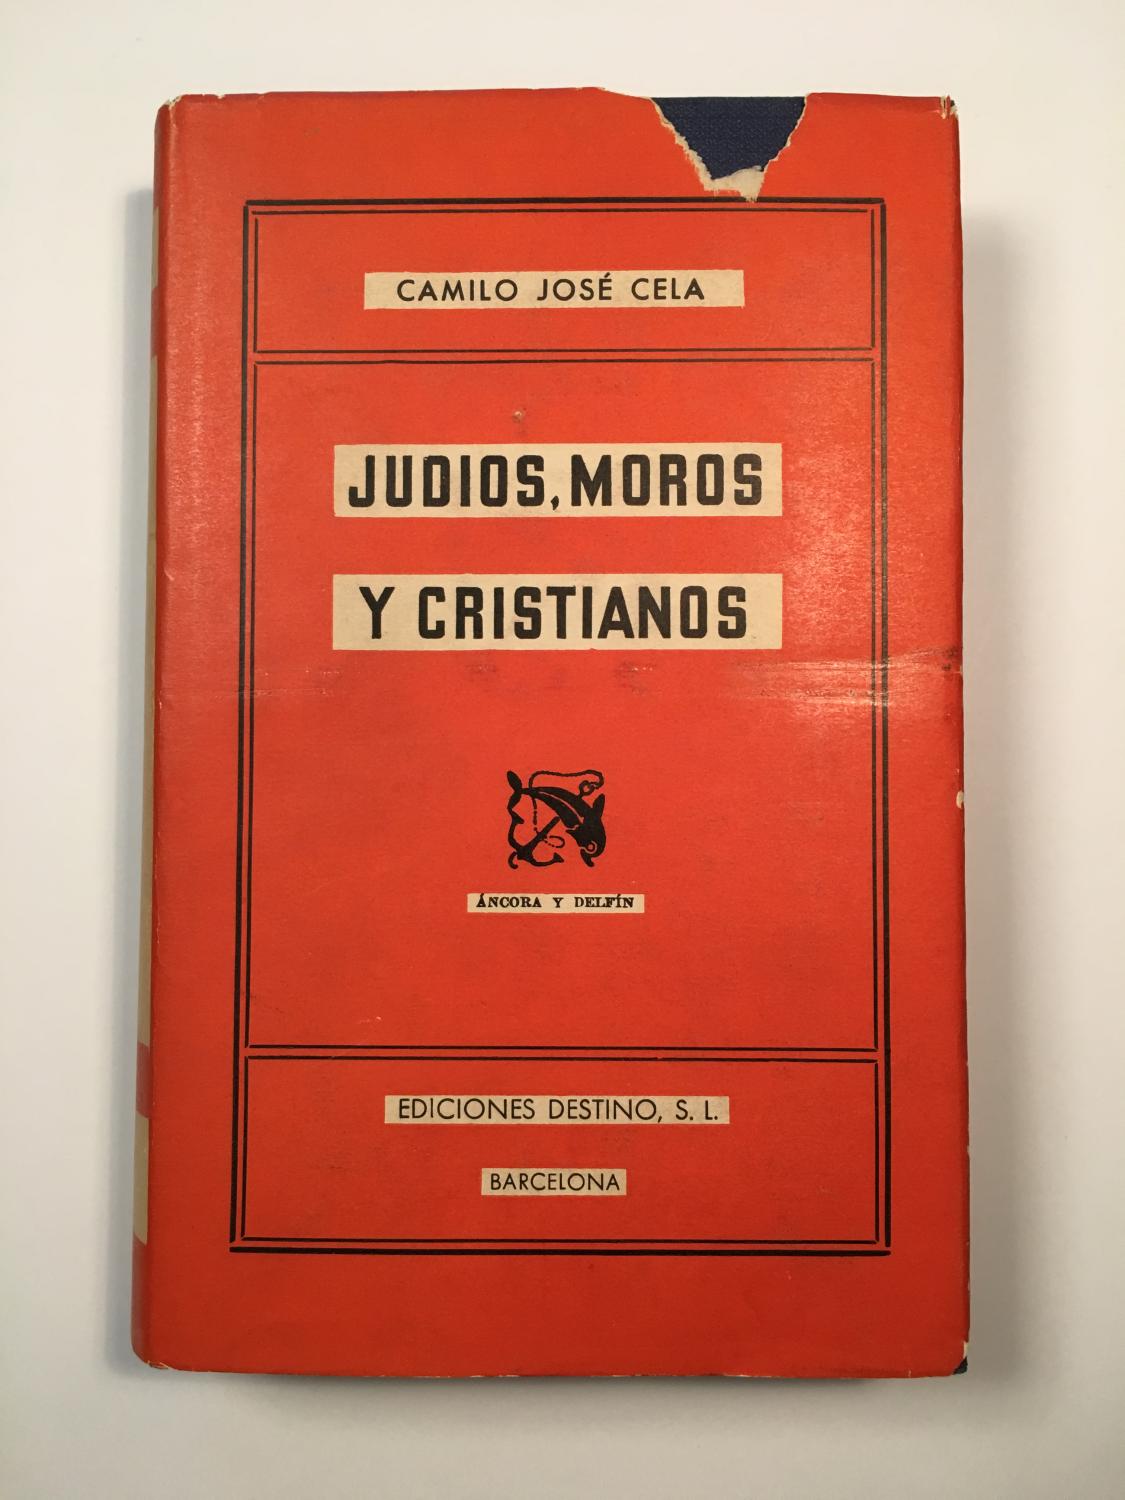 CAMILO JOSÉ CELA
JUDIOS, MOROS
Y CRISTIANOS
ÁNCORA Y DELFÍN
EDICIONES DESTINO, S. L.
BARCELONA